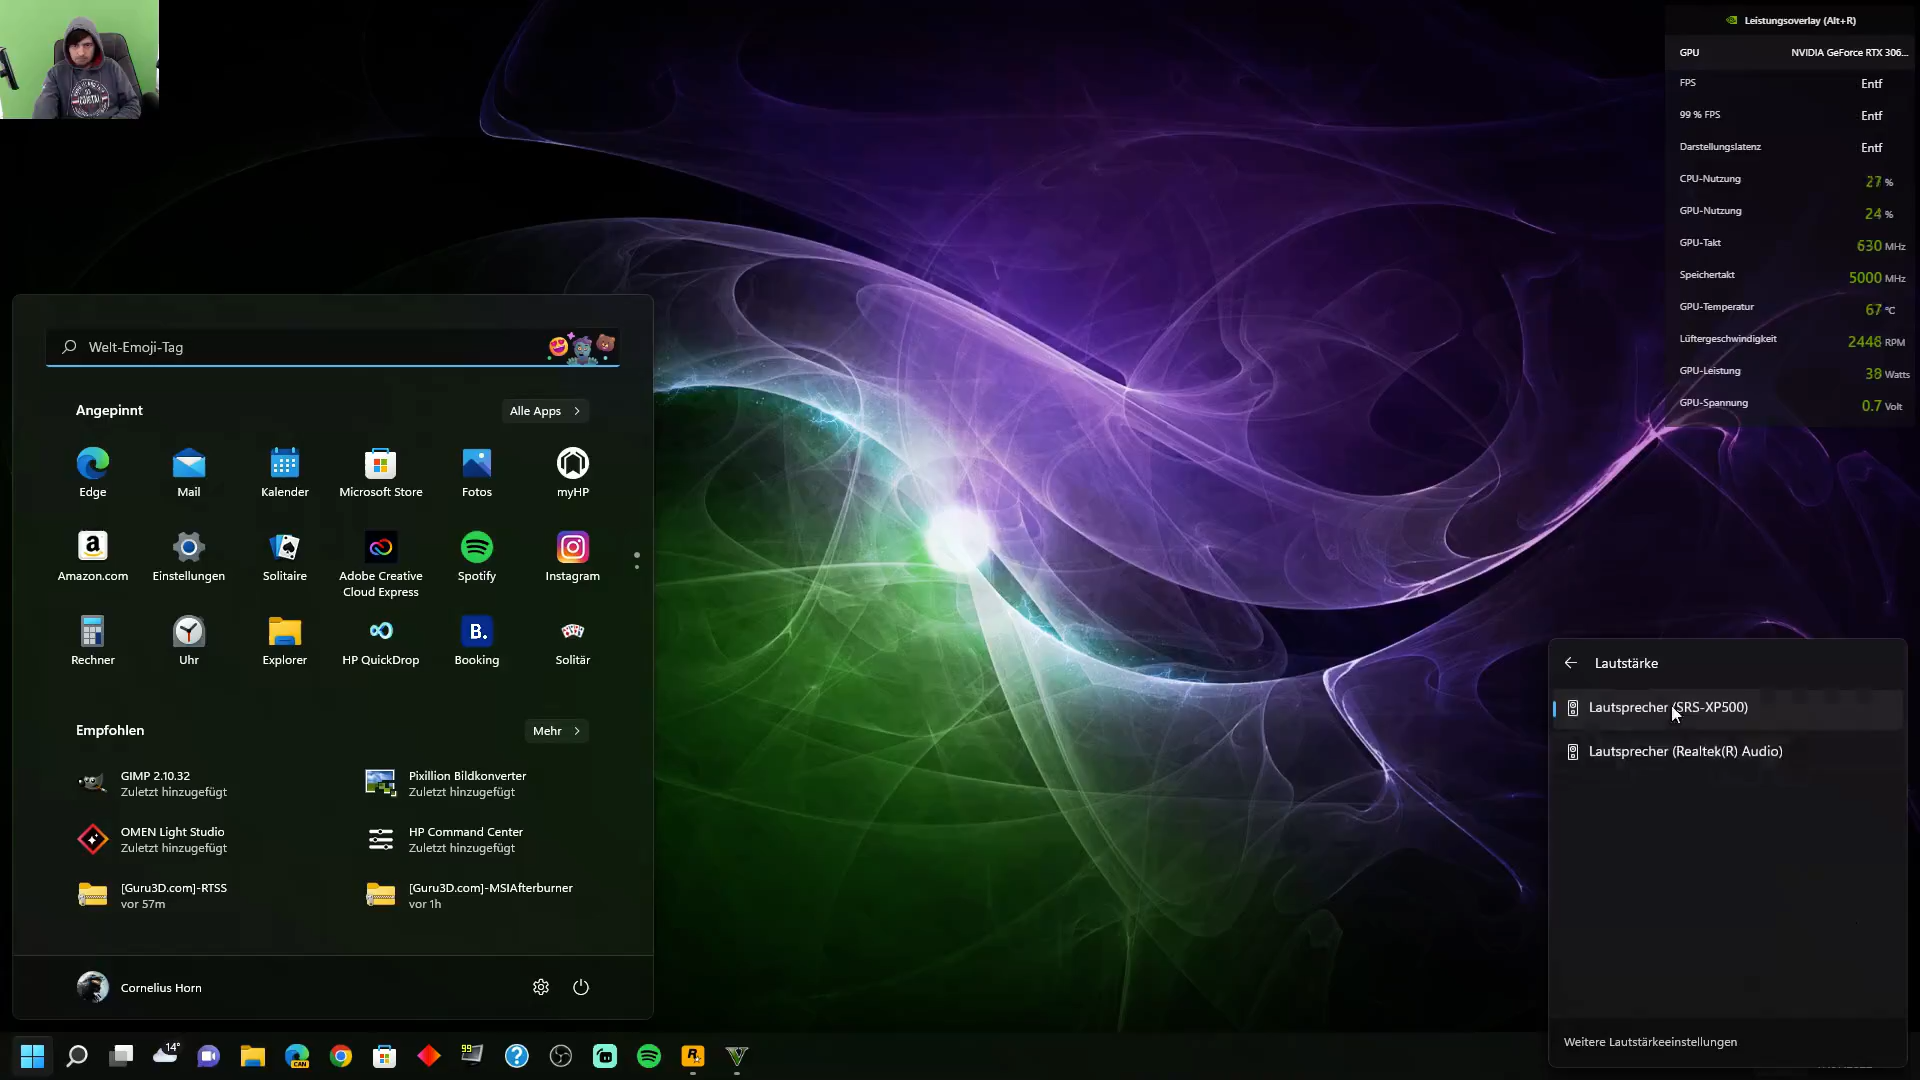 Leistungsoverlay (Alt+R)
GPU NVIDIA GeForce RTX 306...
FPS Entf
99 % FPS Entf
Darstellungslatenz Entf
CPU-Nutzung 27 %
GPU-Nutzung 24 %
GPU-Takt 630 MHz
Speichertakt 5000 MHz
GPU-Temperatur 67 °C
Lüftergeschwindigkeit 2448 RPM
GPU-Leistung 38 Watts
GPU-Spannung 0.7 Volt
Welt-Emoji-Tag
Angepinnt
Alle Apps
Edge
Mail
Kalender
Microsoft Store
Fotos
myHP
Amazon.com
Einstellungen
Solitaire
Adobe Creative
Cloud Express
Spotify
Instagram
Rechner
Uhr
Explorer
HP QuickDrop
B.
Booking
Solitär
Empfohlen
Mehr
GIMP 2.10.32
Zuletzt hinzugefügt
Pixillion Bildkonverter
Zuletzt hinzugefügt
OMEN Light Studio
Zuletzt hinzugefügt
HP Command Center
Zuletzt hinzugefügt
[Guru3D.com]-RTSS
vor 57m
[Guru3D.com]-MSIAfterburner
vor 1h
Cornelius Horn
Lautstärke
Lautsprecher (SRS-XP500)
Lautsprecher (Realtek(R) Audio)
Weitere Lautstärkeeinstellungen
14°
CAN
99